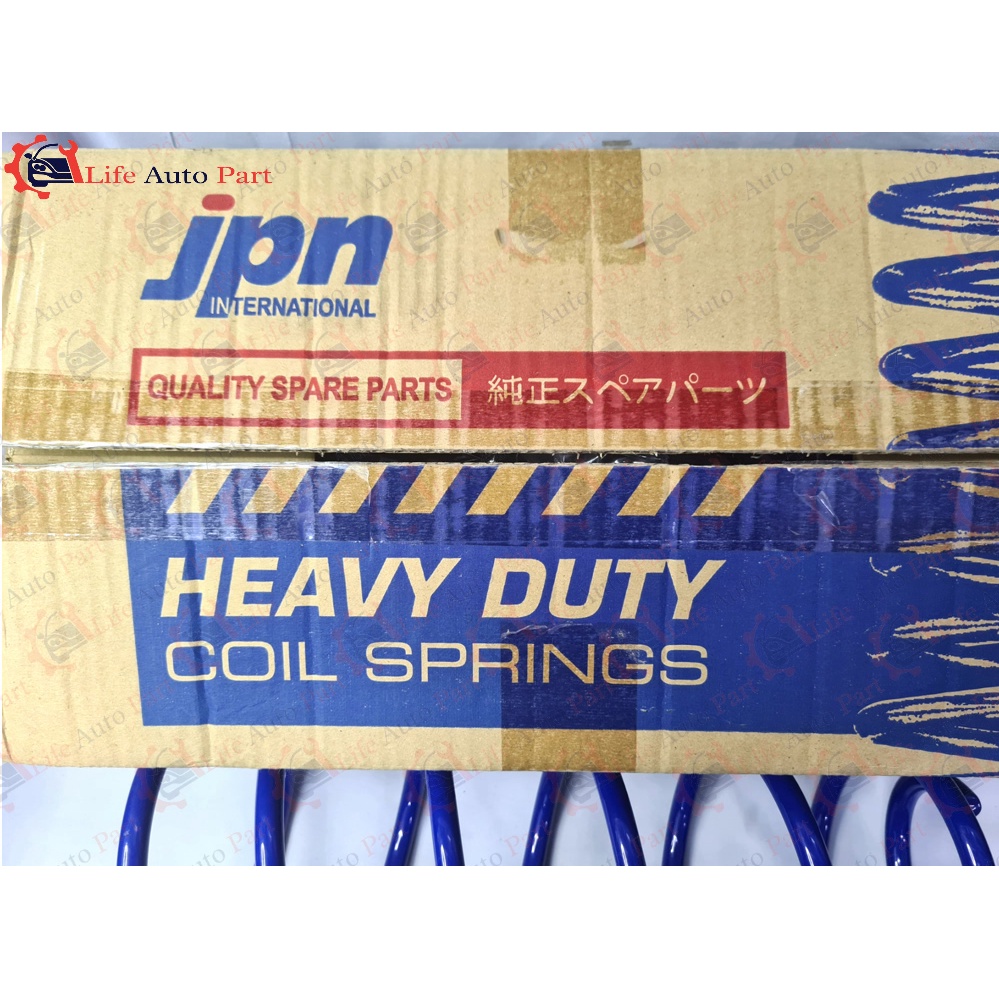 Life Auto Part
jpn
INTERNATIONAL
QUALITY SPARE PARTS 純正スペアパーツ
HEAVY DUTY
COIL SPRINGS